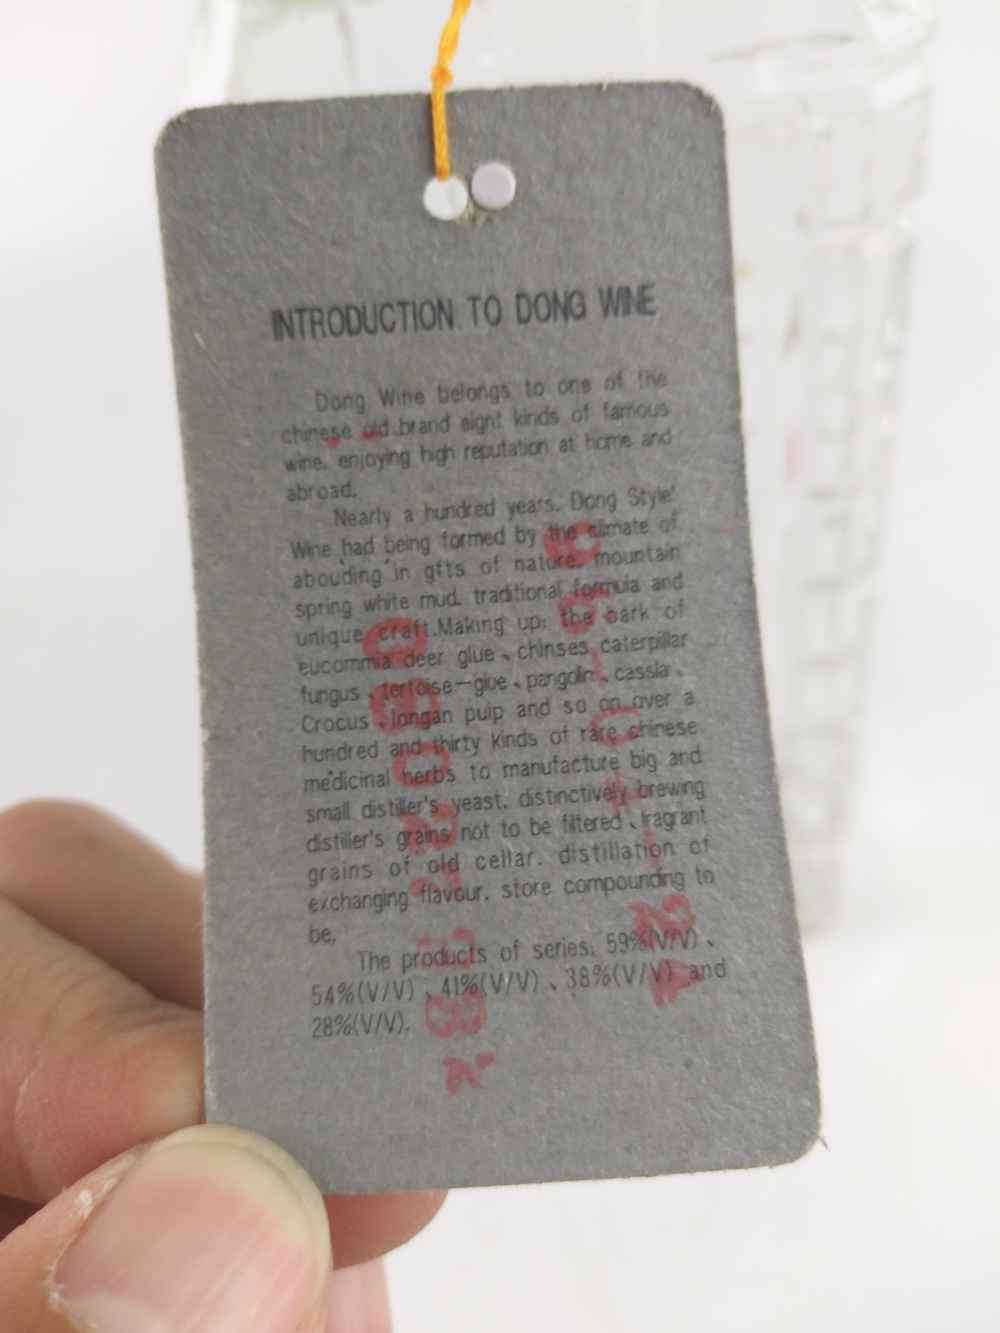 INTRODUCTION TO DONG WINE
Dong Wine belongs to one of the
chinese old brand eight kinds of famous
wine. enjoying high reputation at home and
abroad.
Nearly a hundred years. Dong Style'
Wine had being formed by the climate of
abouding in gfts of nature. mountain
spring white mud. traditional formuia and
unique craft.Making up: the bark of
eucommia deer glue、chinses caterpillar
fungus、tertoise—giue、pangolin、cassia、
Crocus、longan pulp and so on over a
hundred and thirty kinds of rare chinese
medicinal herbs to manufacture big and
small distiller's yeast. distinctively brewing
distiller's grains not to be filtered、fragrant
grains of old cellar. distillation of
exchanging flavour. store compounding to
be.
The products of series: 59%(V/V)、
54%(V/V)、41%(V/V)、38%(V/V) and
28%(V/V).